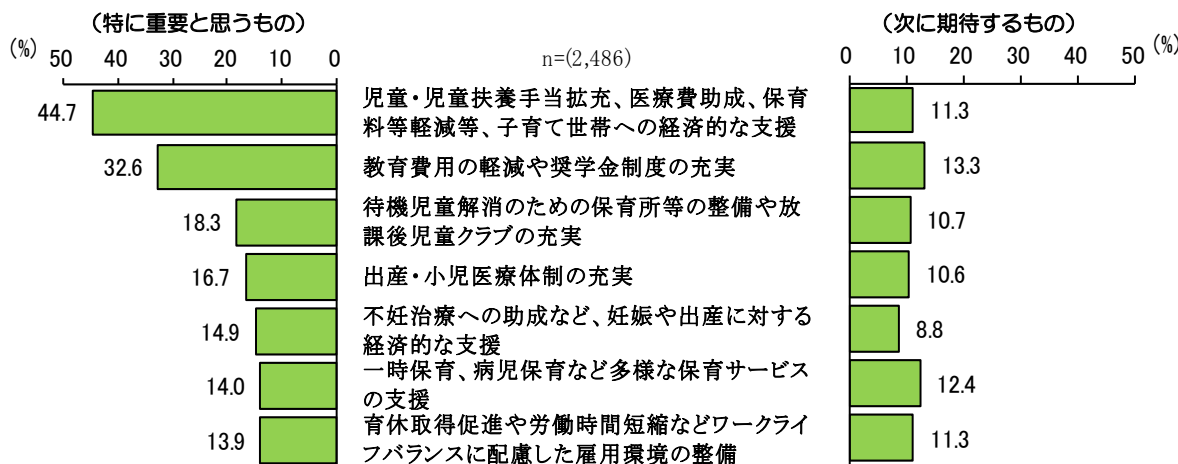 (特に重要と思うもの)
(次に期待するもの)
(%)
50 40 30 20 10 0
n=(2,486)
0 10 20 30 40 50
(%)
44.7
児童・児童扶養手当拡充、医療費助成、保育
料等軽減等、子育て世帯への経済的な支援
11.3
32.6
教育費用の軽減や奨学金制度の充実
13.3
18.3
待機児童解消のための保育所等の整備や放
課後児童クラブの充実
10.7
16.7
出産・小児医療体制の充実
10.6
14.9
不妊治療への助成など、妊娠や出産に対する
経済的な支援
8.8
14.0
一時保育、病児保育など多様な保育サービス
の支援
12.4
13.9
育休取得促進や労働時間短縮などワークライ
フバランスに配慮した雇用環境の整備
11.3